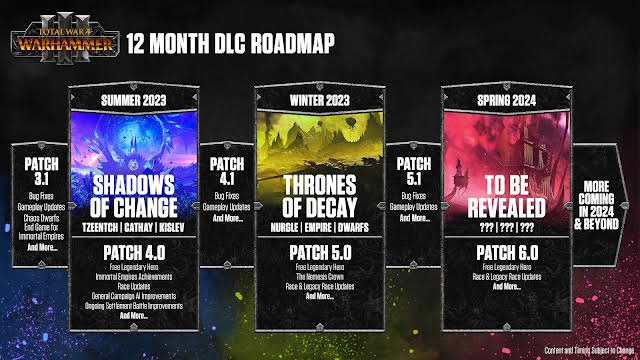 TOTAL WAR
WARHAMMER
III
12 MONTH DLC ROADMAP
SUMMER 2023
SHADOWS
OF CHANGE
TZEENTCH | CATHAY | KISLEV
PATCH 4.0
Free Legendary Hero
Immortal Empires Achievements
Race Updates
General Campaign AI Improvements
Ongoing Settlement Battle Improvements
And More...
WINTER 2023
THRONES
OF DECAY
NURGLE | EMPIRE | DWARFS
PATCH 5.0
Free Legendary Hero
The Nemesis Crown
Race & Legacy Race Updates
And More...
SPRING 2024
TO BE
REVEALED
??? | ??? | ???
PATCH 6.0
Free Legendary Hero
Race & Legacy Race Updates
And More...
PATCH
3.1
Bug Fixes
Gameplay Updates
Chaos Dwarfs
End Game for
Immortal Empires
And More...
PATCH
4.1
Bug Fixes
Gameplay Updates
And More...
PATCH
5.1
Bug Fixes
Gameplay Updates
And More...
MORE
COMING
IN 2024
& BEYOND
Content and Timing Subject to Change